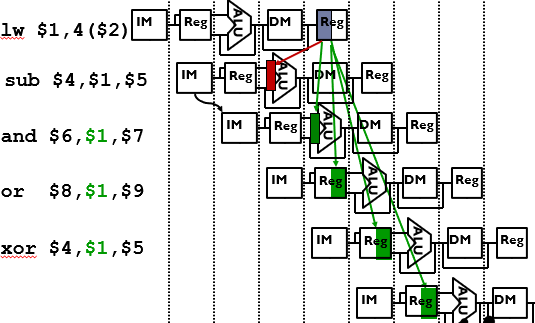 lw $1,4($2) IM Reg ALU DM Reg
sub $4,$1,$5 IM Reg ALU DM Reg
and $6,$1,$7 IM Reg ALU DM Reg
or $8,$1,$9 IM Reg ALU DM Reg
xor $4,$1,$5 IM Reg ALU DM Reg
IM Reg ALU DM